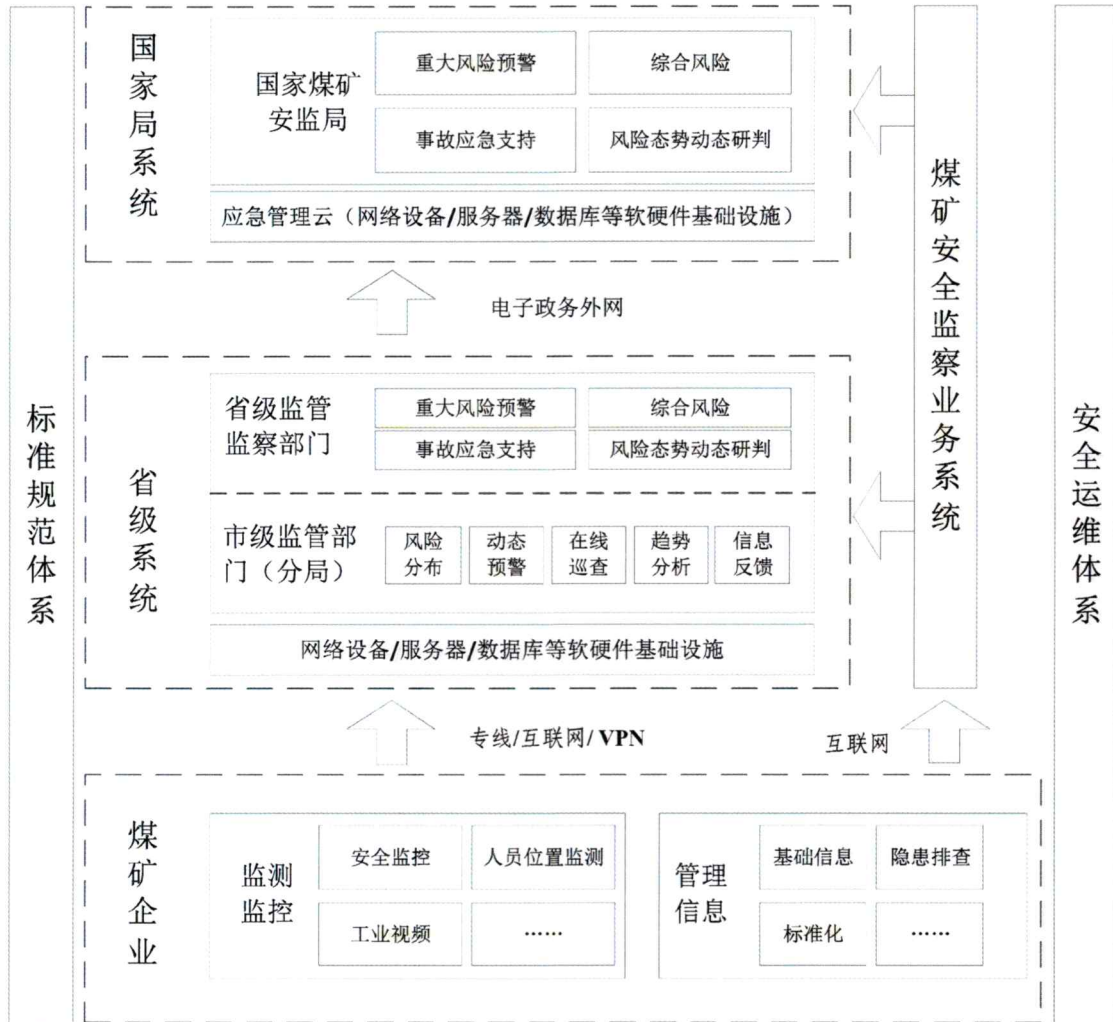 标准规范体系
国家局系统
国家煤矿
安监局
重大风险预警
综合风险
事故应急支持
风险态势动态研判
应急管理云（网络设备/服务器/数据库等软硬件基础设施）
电子政务外网
省级系统
省级监管
监察部门
重大风险预警
综合风险
事故应急支持
风险态势动态研判
市级监管部
门（分局）
风险
分布
动态
预警
在线
巡查
趋势
分析
信息
反馈
网络设备/服务器/数据库等软硬件基础设施
专线/互联网/VPN
互联网
煤矿企业
监测
监控
安全监控
人员位置监测
工业视频
……
管理
信息
基础信息
隐患排查
标准化
……
煤矿安全监察业务系统
安全运维体系